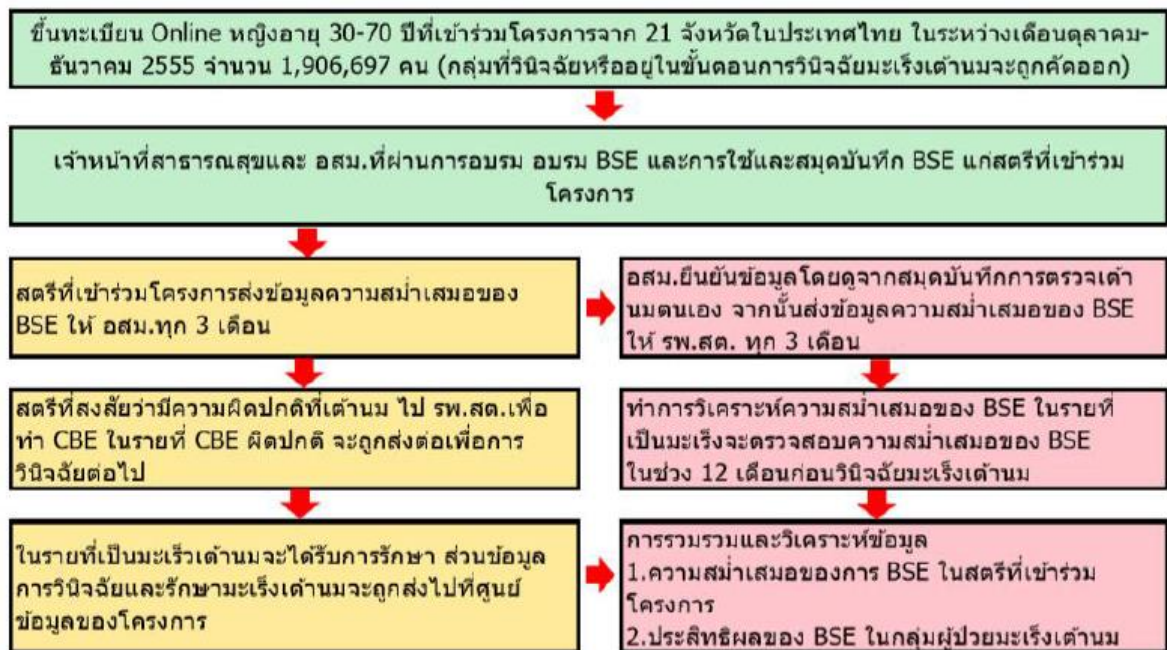 ขึ้นทะเบียน Online หญิงอายุ 30-70 ปีที่เข้าร่วมโครงการจาก 21 จังหวัดในประเทศไทย ในระหว่างเดือนตุลาคม-
ธันวาคม 2555 จำนวน 1,906,697 คน (กลุ่มที่วินิจฉัยหรืออยู่ในขั้นตอนการวินิจฉัยมะเร็งเต้านมจะถูกคัดออก)
เจ้าหน้าที่สาธารณสุขและ อสม.ที่ผ่านการอบรม อบรม BSE และการใช้และสมุดบันทึก BSE แก่สตรีที่เข้าร่วม
โครงการ
สตรีที่เข้าร่วมโครงการส่งข้อมูลความสม่ำเสมอของ
BSE ให้ อสม.ทุก 3 เดือน
อสม.ยืนยันข้อมูลโดยดูจากสมุดบันทึกการตรวจเต้า
นมตนเอง จากนั้นส่งข้อมูลความสม่ำเสมอของ BSE
ให้ รพ.สต. ทุก 3 เดือน
สตรีที่สงสัยว่ามีความผิดปกติที่เต้านม ไป รพ.สต.เพื่อ
ทำ CBE ในรายที่ CBE ผิดปกติ จะถูกส่งต่อเพื่อการ
วินิจฉัยต่อไป
ทำการวิเคราะห์ความสม่ำเสมอของ BSE ในรายที่
เป็นมะเร็งจะตรวจสอบความสม่ำเสมอของ BSE
ในช่วง 12 เดือนก่อนวินิจฉัยมะเร็งเต้านม
ในรายที่เป็นมะเร็วเต้านมจะได้รับการรักษา ส่วนข้อมูล
การวินิจฉัยและรักษามะเร็งเต้านมจะถูกส่งไปที่ศูนย์
ข้อมูลของโครงการ
การรวมรวมและวิเคราะห์ข้อมูล
1.ความสม่ำเสมอของการ BSE ในสตรีที่เข้าร่วม
โครงการ
2.ประสิทธิผลของ BSE ในกลุ่มผู้ป่วยมะเร็งเต้านม